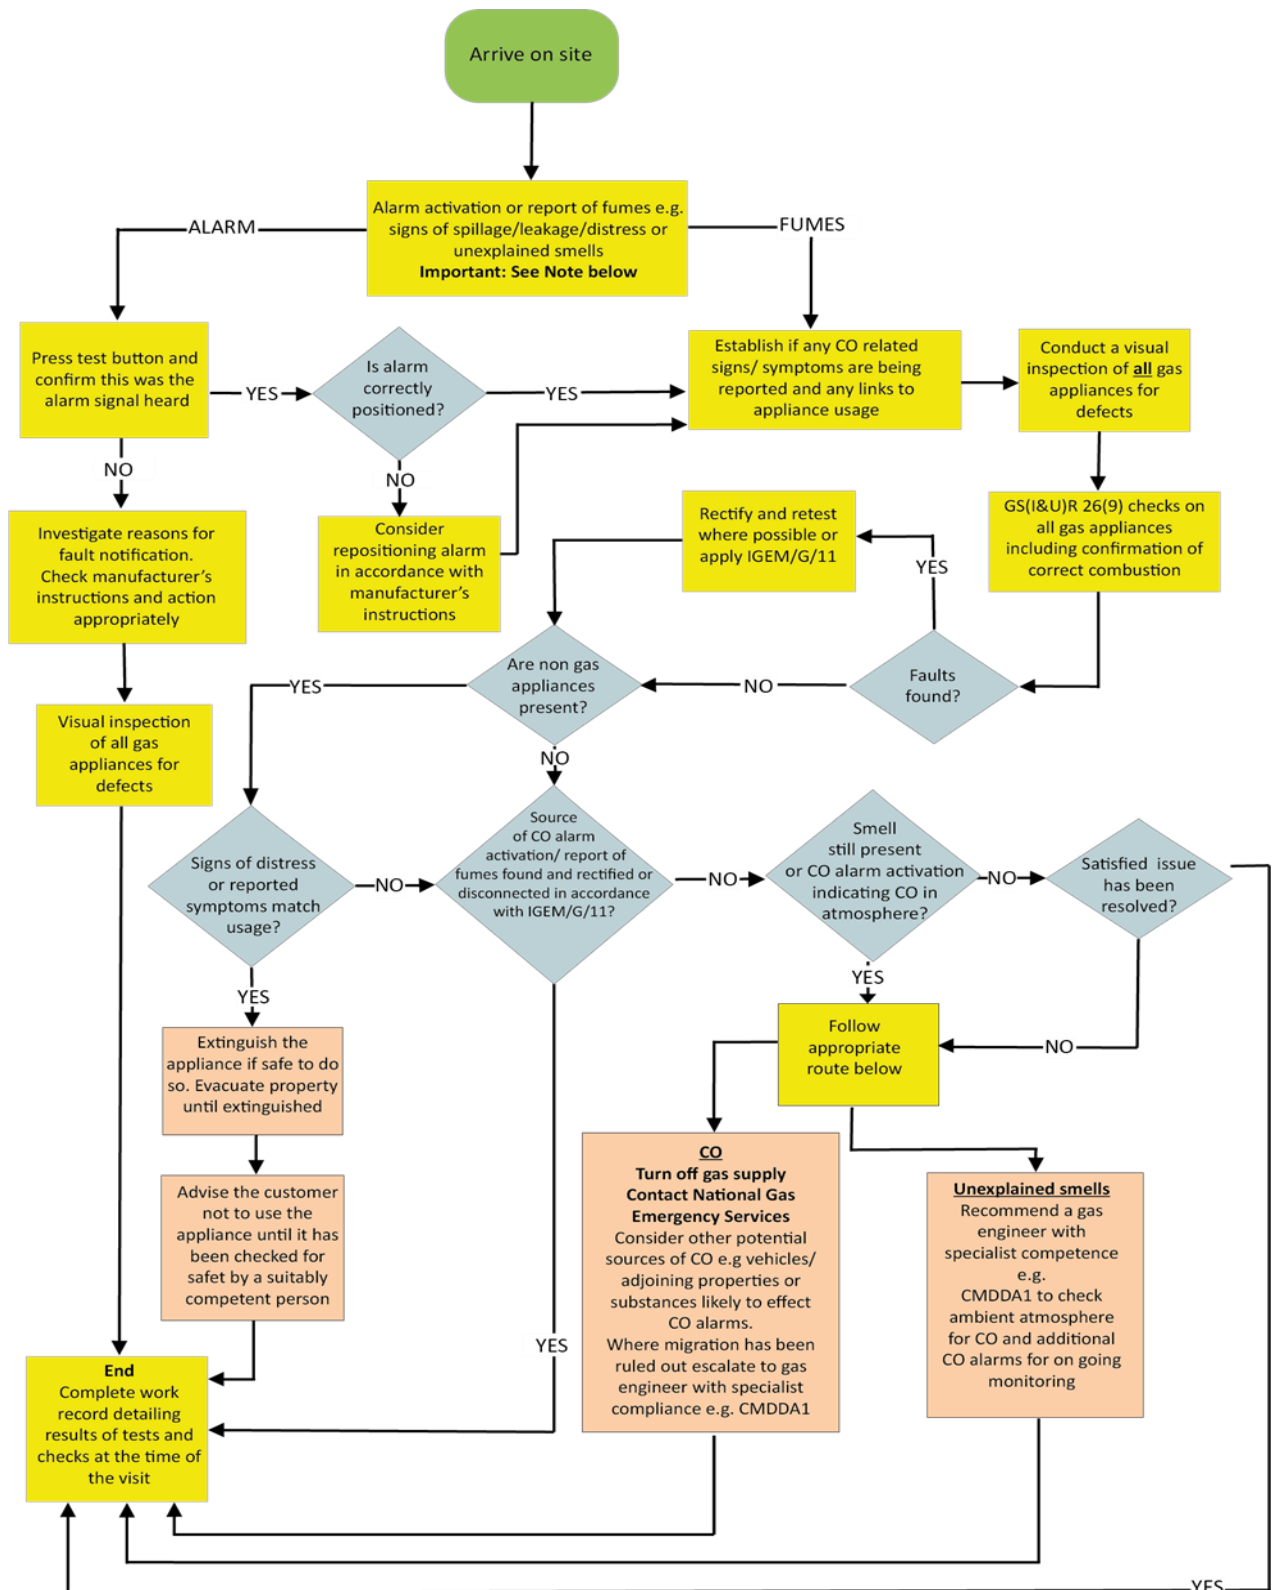 Arrive on site
Alarm activation or report of fumes e.g.
signs of spillage/leakage/distress or
unexplained smells
Important: See Note below
ALARM
FUMES
Press test button and
confirm this was the
alarm signal heard
YES
Is alarm
correctly
positioned?
YES
Establish if any CO related
signs/ symptoms are being
reported and any links to
appliance usage
Conduct a visual
inspection of all gas
appliances for
defects
NO
NO
Investigate reasons for
fault notification.
Check manufacturer's
instructions and action
appropriately
Consider
repositioning alarm
in accordance with
manufacturer's
instructions
Rectify and retest
where possible or
apply IGEM/G/11
YES
GS(I&U)R 26(9) checks on
all gas appliances
including confirmation of
correct combustion
Faults
found?
NO
Are non gas
appliances
present?
YES
NO
Visual inspection
of all gas
appliances for
defects
Signs of distress
or reported
symptoms match
usage?
NO
Source
of CO alarm
activation/ report of
fumes found and rectified or
disconnected in accordance
with IGEM/G/11?
NO
Smell
still present
or CO alarm activation
indicating CO in
atmosphere?
NO
Satisfied issue
has been
resolved?
YES
YES
NO
Extinguish the
appliance if safe to do
so. Evacuate property
until extinguished
Follow
appropriate
route below
Advise the customer
not to use the
appliance until it has
been checked for
safet by a suitably
competent person
CO
Turn off gas supply
Contact National Gas
Emergency Services
Consider other potential
sources of CO e.g vehicles/
adjoining properties or
substances likely to effect
CO alarms.
Where migration has been
ruled out escalate to gas
engineer with specialist
compliance e.g. CMDDA1
Unexplained smells
Recommend a gas
engineer with
specialist competence
e.g.
CMDDA1 to check
ambient atmosphere
for CO and additional
CO alarms for on going
monitoring
YES
End
Complete work
record detailing
results of tests and
checks at the time of
the visit
YES